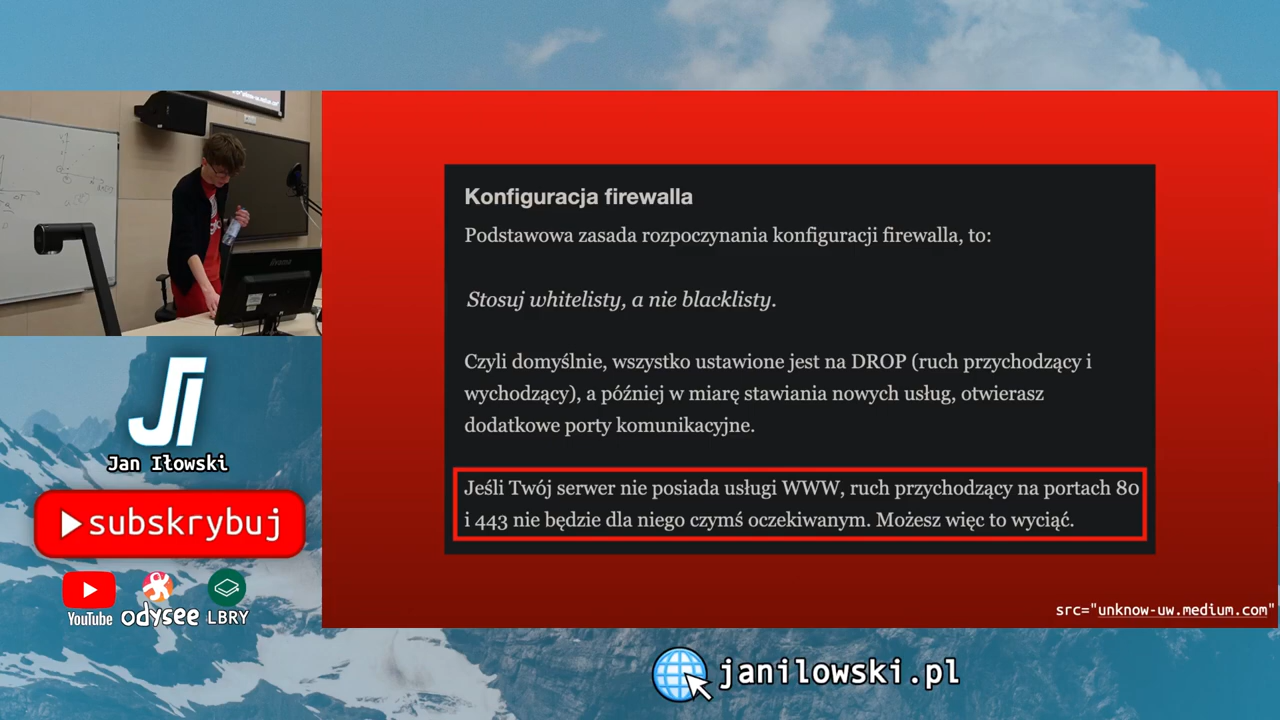 Konfiguracja firewalla
Podstawowa zasada rozpoczynania konfiguracji firewalla, to:
Stosuj whitelisty, a nie blacklisty.
Czyli domyślnie, wszystko ustawione jest na DROP (ruch przychodzący i
wychodzący), a później w miarę stawiania nowych usług, otwierasz
dodatkowe porty komunikacyjne.
Jeśli Twój serwer nie posiada usługi WWW, ruch przychodzący na portach 80
i 443 nie będzie dla niego czymś oczekiwanym. Możesz więc to wyciąć.
src="unknow-uw.medium.com"
JI
Jan Iłowski
subskrybuj
YouTube odysee LBRY
janilowski.pl